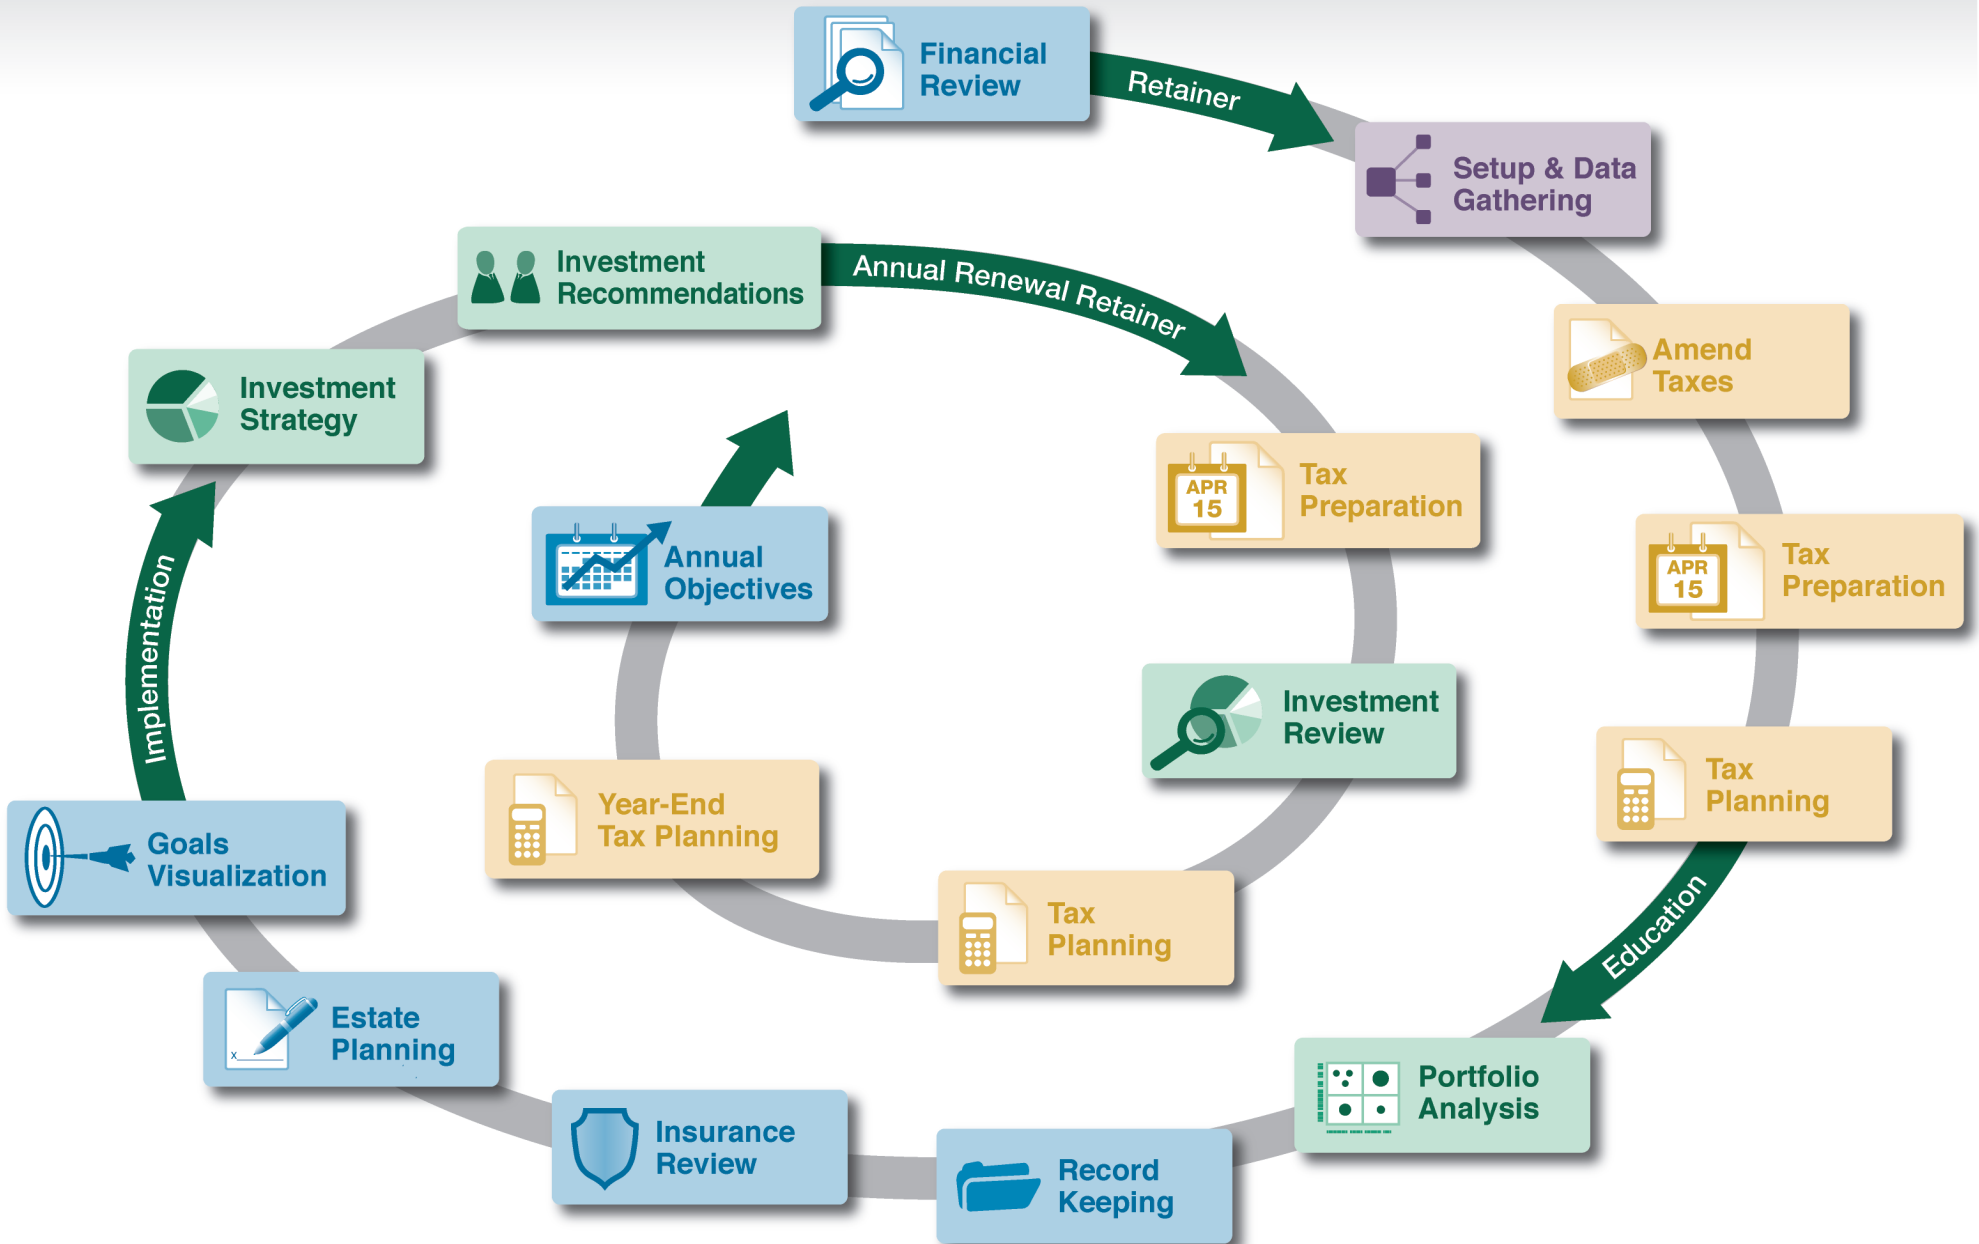 Financial
Review
Retainer
Setup & Data
Gathering
Amend
Taxes
APR
15
Tax
Preparation
Tax
Planning
Education
Portfolio
Analysis
Record
Keeping
Insurance
Review
x
Estate
Planning
Goals
Visualization
Implementation
Investment
Strategy
Investment
Recommendations
Annual Renewal Retainer
APR
15
Tax
Preparation
Investment
Review
Tax
Planning
Year-End
Tax Planning
Annual
Objectives